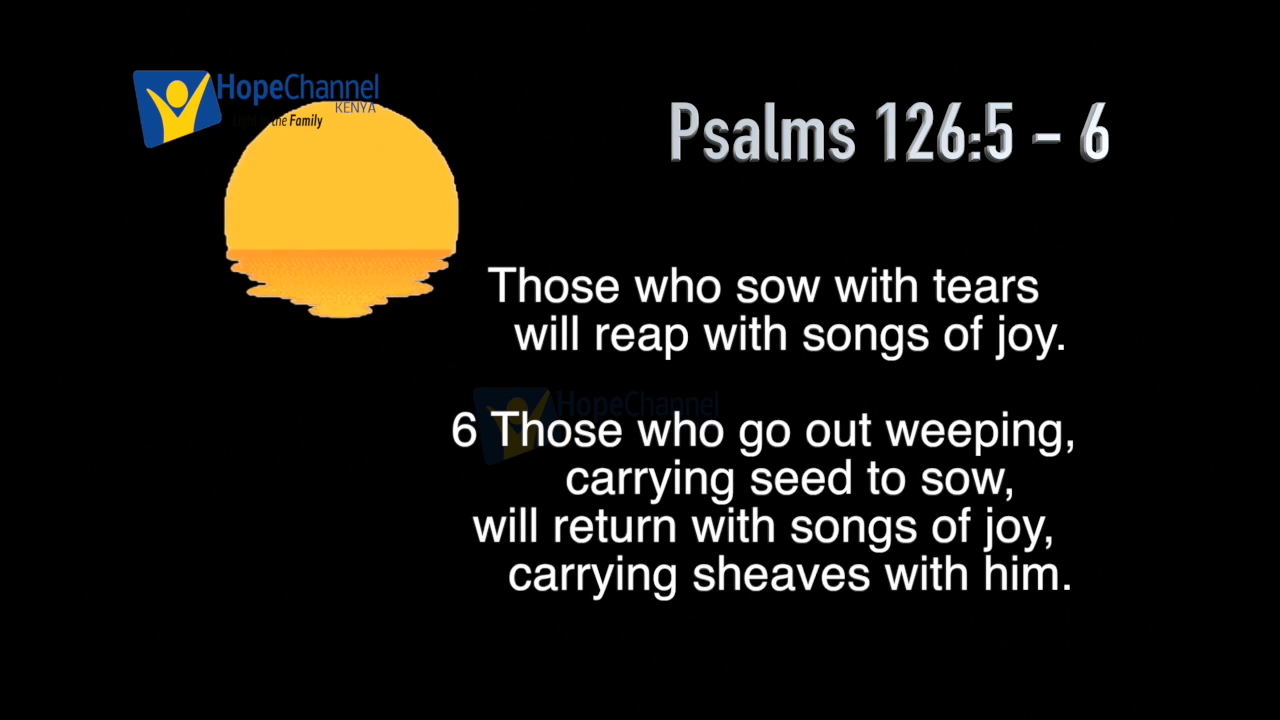 HopeChannel
KENYA
Light in the Family
Psalms 126:5 – 6
Those who sow with tears
will reap with songs of joy.
HopeChannel
6 Those who go out weeping,
carrying seed to sow,
will return with songs of joy,
carrying sheaves with him.